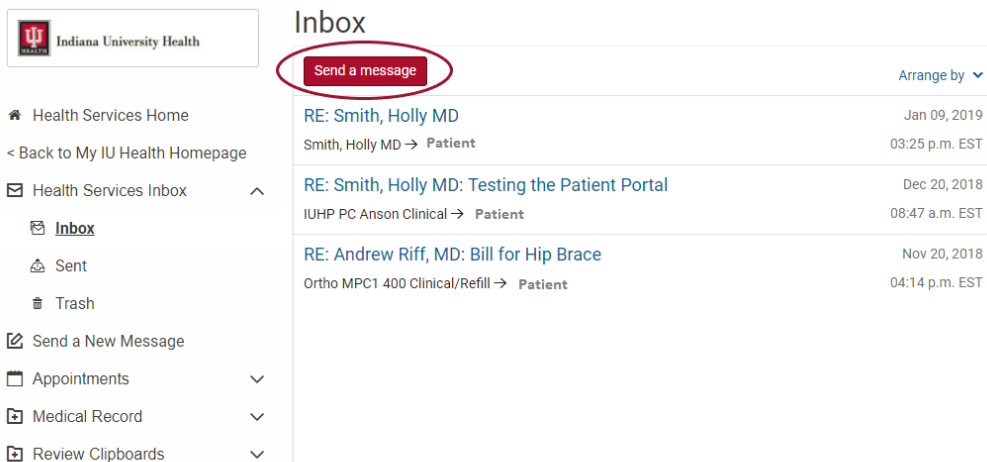 HEALTH
Indiana University Health
Health Services Home
< Back to My IU Health Homepage
Health Services Inbox
Inbox
Sent
Trash
Send a New Message
Appointments
Medical Record
Review Clipboards
Inbox
Send a message
Arrange by
RE: Smith, Holly MD
Jan 09, 2019
Smith, Holly MD → Patient
03:25 p.m. EST
RE: Smith, Holly MD: Testing the Patient Portal
Dec 20, 2018
IUHP PC Anson Clinical → Patient
08:47 a.m. EST
RE: Andrew Riff, MD: Bill for Hip Brace
Nov 20, 2018
Ortho MPC1 400 Clinical/Refill → Patient
04:14 p.m. EST